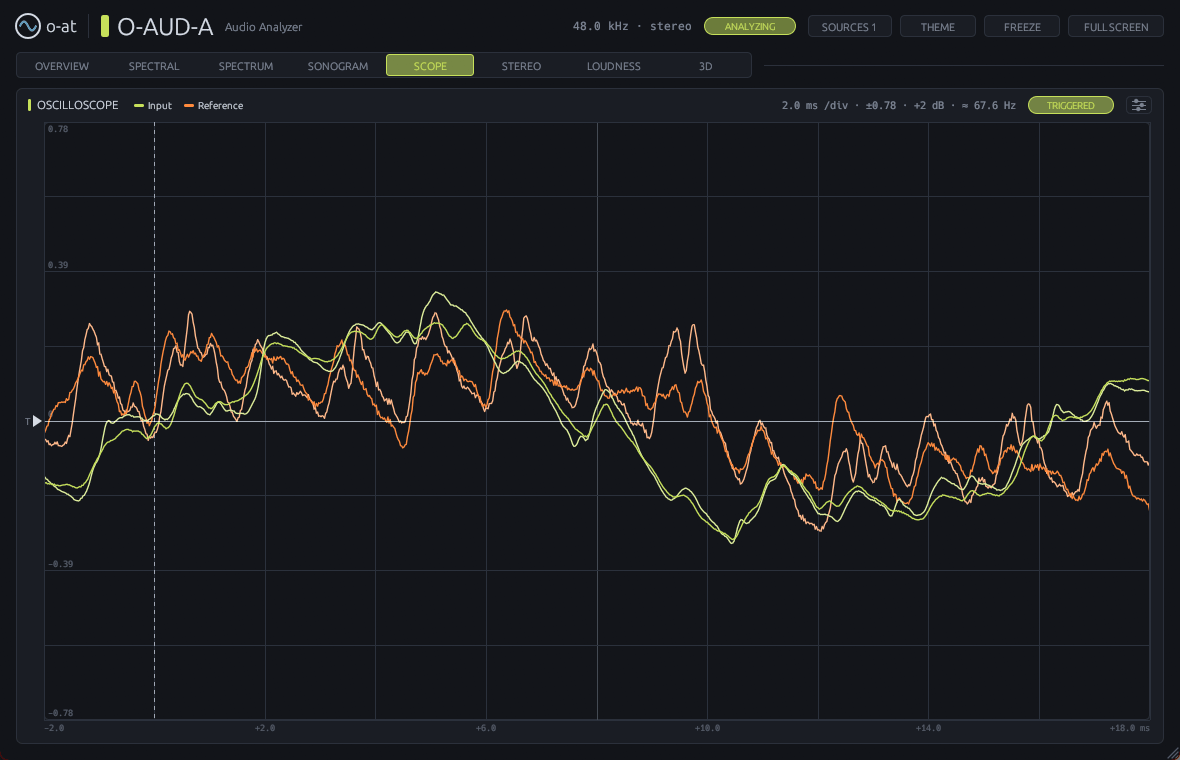 o-at
O-AUD-A Audio Analyzer
48.0 kHz · stereo
ANALYZING
SOURCES 1
THEME
FREEZE
FULLSCREEN
OVERVIEW
SPECTRAL
SPECTRUM
SONOGRAM
SCOPE
STEREO
LOUDNESS
3D
OSCILLOSCOPE
Input
Reference
2.0 ms /div · ±0.78 · +2 dB · ≈ 67.6 Hz
TRIGGERED
0.78
0.39
T
-0.39
-0.78
-2.0
+2.0
+6.0
+10.0
+14.0
+18.0 ms